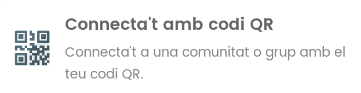 Connecta't amb codi QR
Connecta't a una comunitat o grup amb el
teu codi QR.